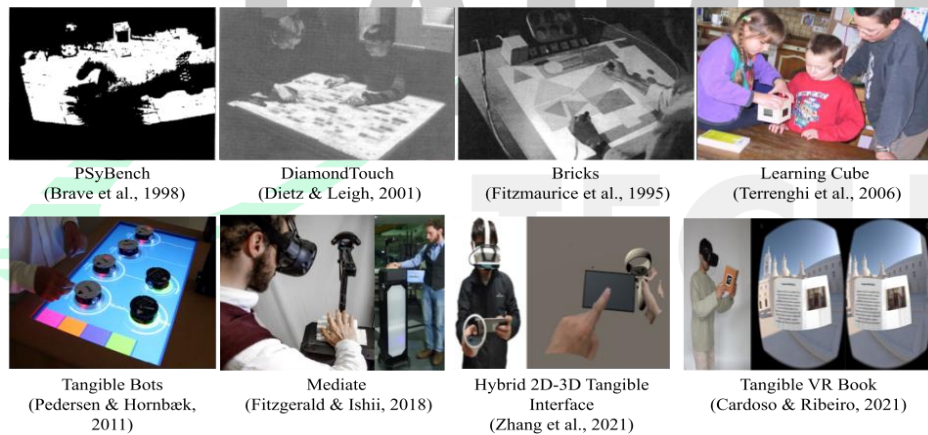 PSyBench
(Brave et al., 1998)
DiamondTouch
(Dietz & Leigh, 2001)
Bricks
(Fitzmaurice et al. 1995)
Learning Cube
(Terrenghi et al., 2006)
Tangible Bots
(Pedersen & Hornbæk,
2011)
Mediate
(Fitzgerald & Ishii, 2018)
Hybrid 2D-3D Tangible
Interface
(Zhang et al., 2021)
Tangible VR Book
(Cardoso & Ribeiro, 2021)